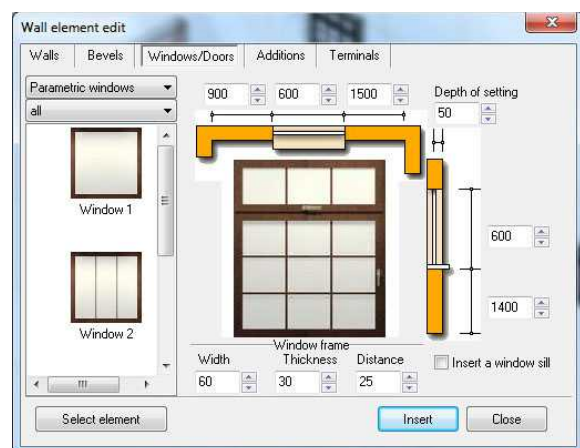 Wall element edit
Walls Bevels Windows/Doors Additions Terminals
Parametric windows
all
Window 1
Window 2
900 600 1500
Depth of setting
50
600
1400
Window frame
Width Thickness Distance
60 30 25
Insert a window sill
Select element Insert Close